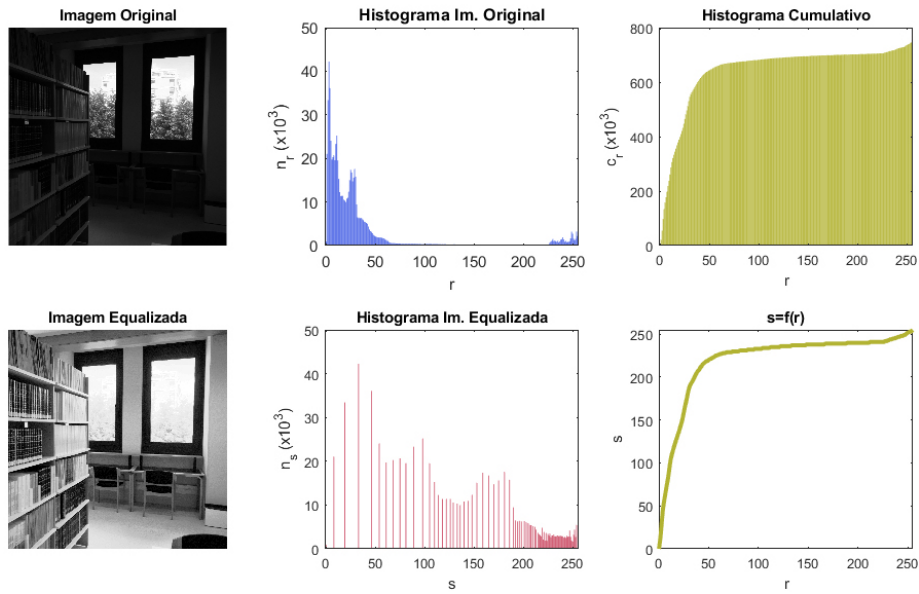 Imagem Original
Histograma Im. Original
50
40
30
20
10
0
n_r (x10^3)
0 50 100 150 200 250
r
Histograma Cumulativo
800
600
400
200
0
c_r (x10^3)
0 50 100 150 200 250
r
Imagem Equalizada
Histograma Im. Equalizada
50
40
30
20
10
0
n_s (x10^3)
0 50 100 150 200 250
s
s=f(r)
250
200
150
100
50
0
s
0 50 100 150 200 250
r